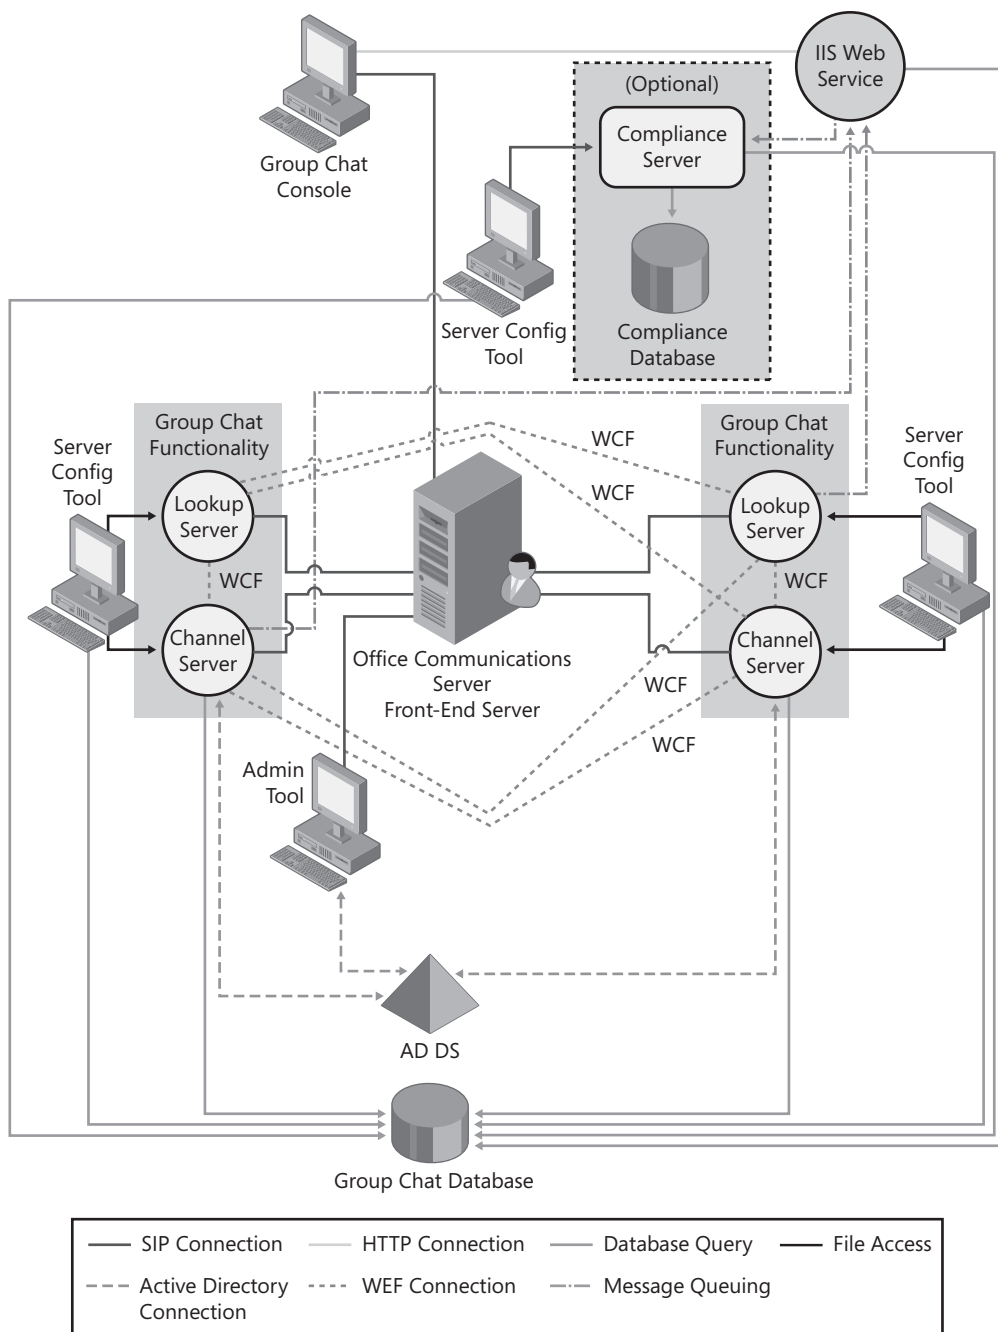 IIS Web
Service
(Optional)
Compliance
Server
Group Chat
Console
Server Config
Tool
Compliance
Database
Group Chat
Functionality
Group Chat
Functionality
Server
Config
Tool
Server
Config
Tool
WCF
WCF
Lookup
Server
Lookup
Server
WCF
WCF
Channel
Server
Channel
Server
Office Communications
Server
Front-End Server
WCF
WCF
Admin
Tool
AD DS
Group Chat Database
SIP Connection
HTTP Connection
Database Query
File Access
Active Directory
Connection
WEF Connection
Message Queuing